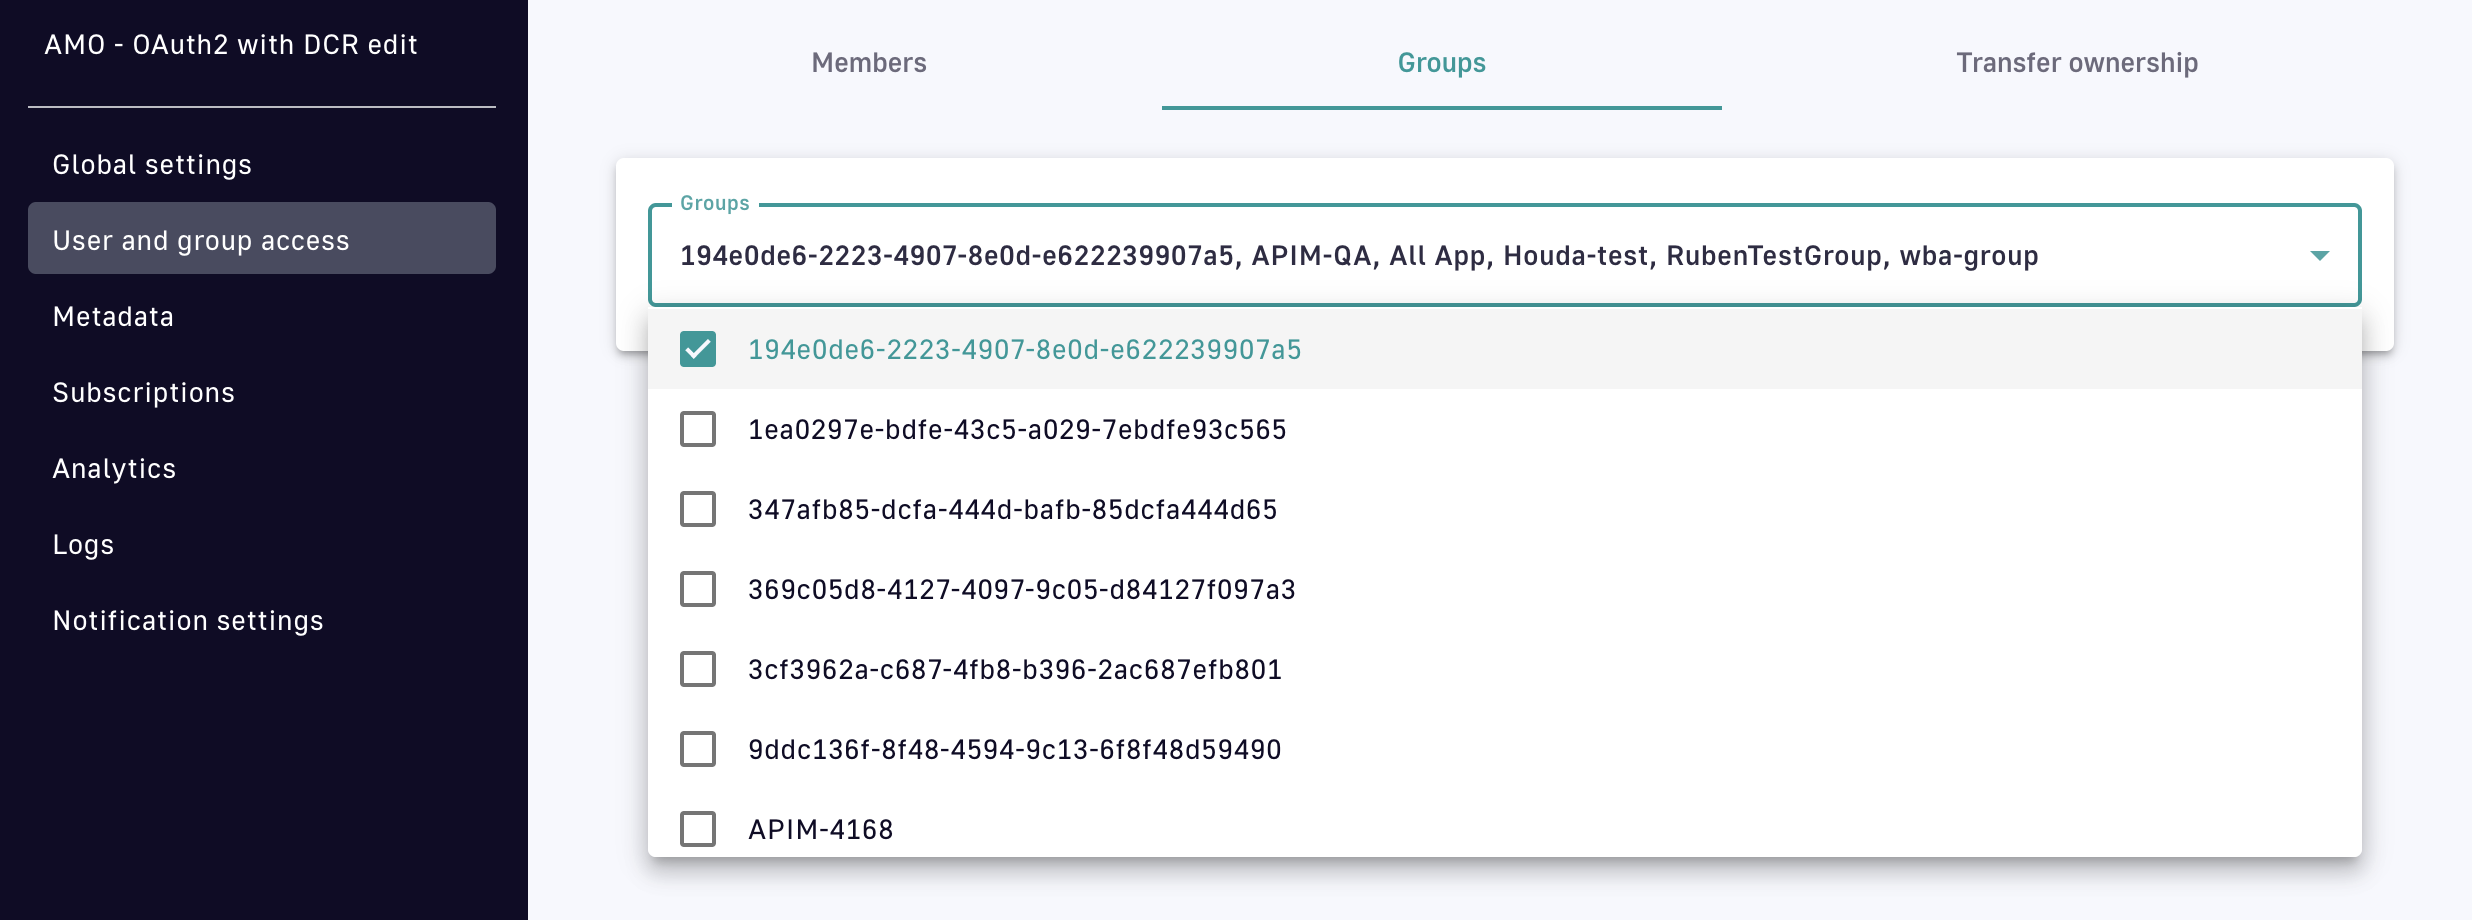 AMO - OAuth2 with DCR edit
Global settings
User and group access
Metadata
Subscriptions
Analytics
Logs
Notification settings
Members
Groups
Transfer ownership
Groups
194e0de6-2223-4907-8e0d-e622239907a5, APIM-QA, All App, Houda-test, RubenTestGroup, wba-group
194e0de6-2223-4907-8e0d-e622239907a5
1ea0297e-bdfe-43c5-a029-7ebdfe93c565
347afb85-dcfa-444d-bafb-85dcfa444d65
369c05d8-4127-4097-9c05-d84127f097a3
3cf3962a-c687-4fb8-b396-2ac687efb801
9ddc136f-8f48-4594-9c13-6f8f48d59490
APIM-4168